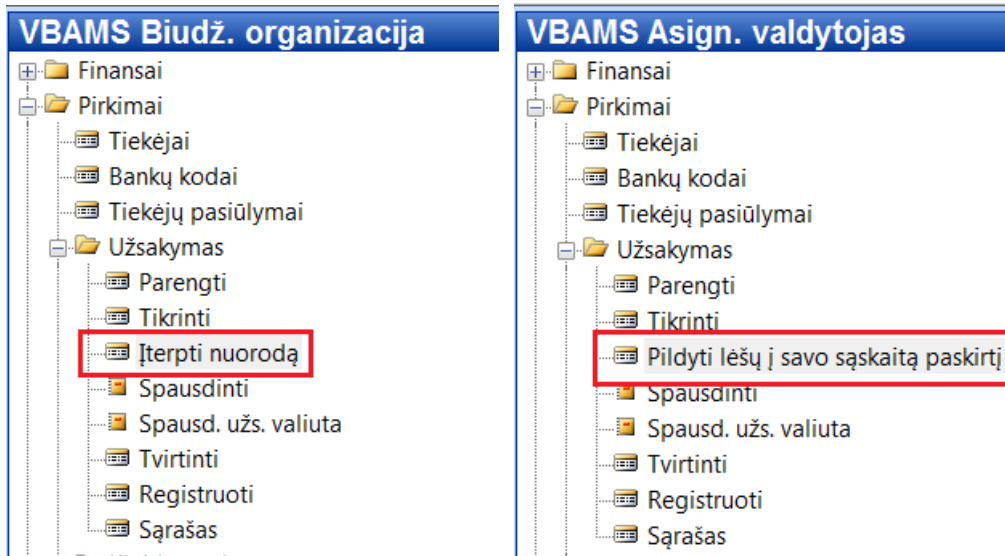 VBAMS Biudž. organizacija
Finansai
Pirkimai
Tiekėjai
Bankų kodai
Tiekėjų pasiūlymai
Užsakymas
Parengti
Tikrinti
Įterpti nuorodą
Spausdinti
Spausd. užs. valiuta
Tvirtinti
Registruoti
Sąrašas
VBAMS Asign. valdytojas
Finansai
Pirkimai
Tiekėjai
Bankų kodai
Tiekėjų pasiūlymai
Užsakymas
Parengti
Tikrinti
Pildyti lėšų į savo sąskaitą paskirtį
Spausdinti
Spausd. užs. valiuta
Tvirtinti
Registruoti
Sąrašas